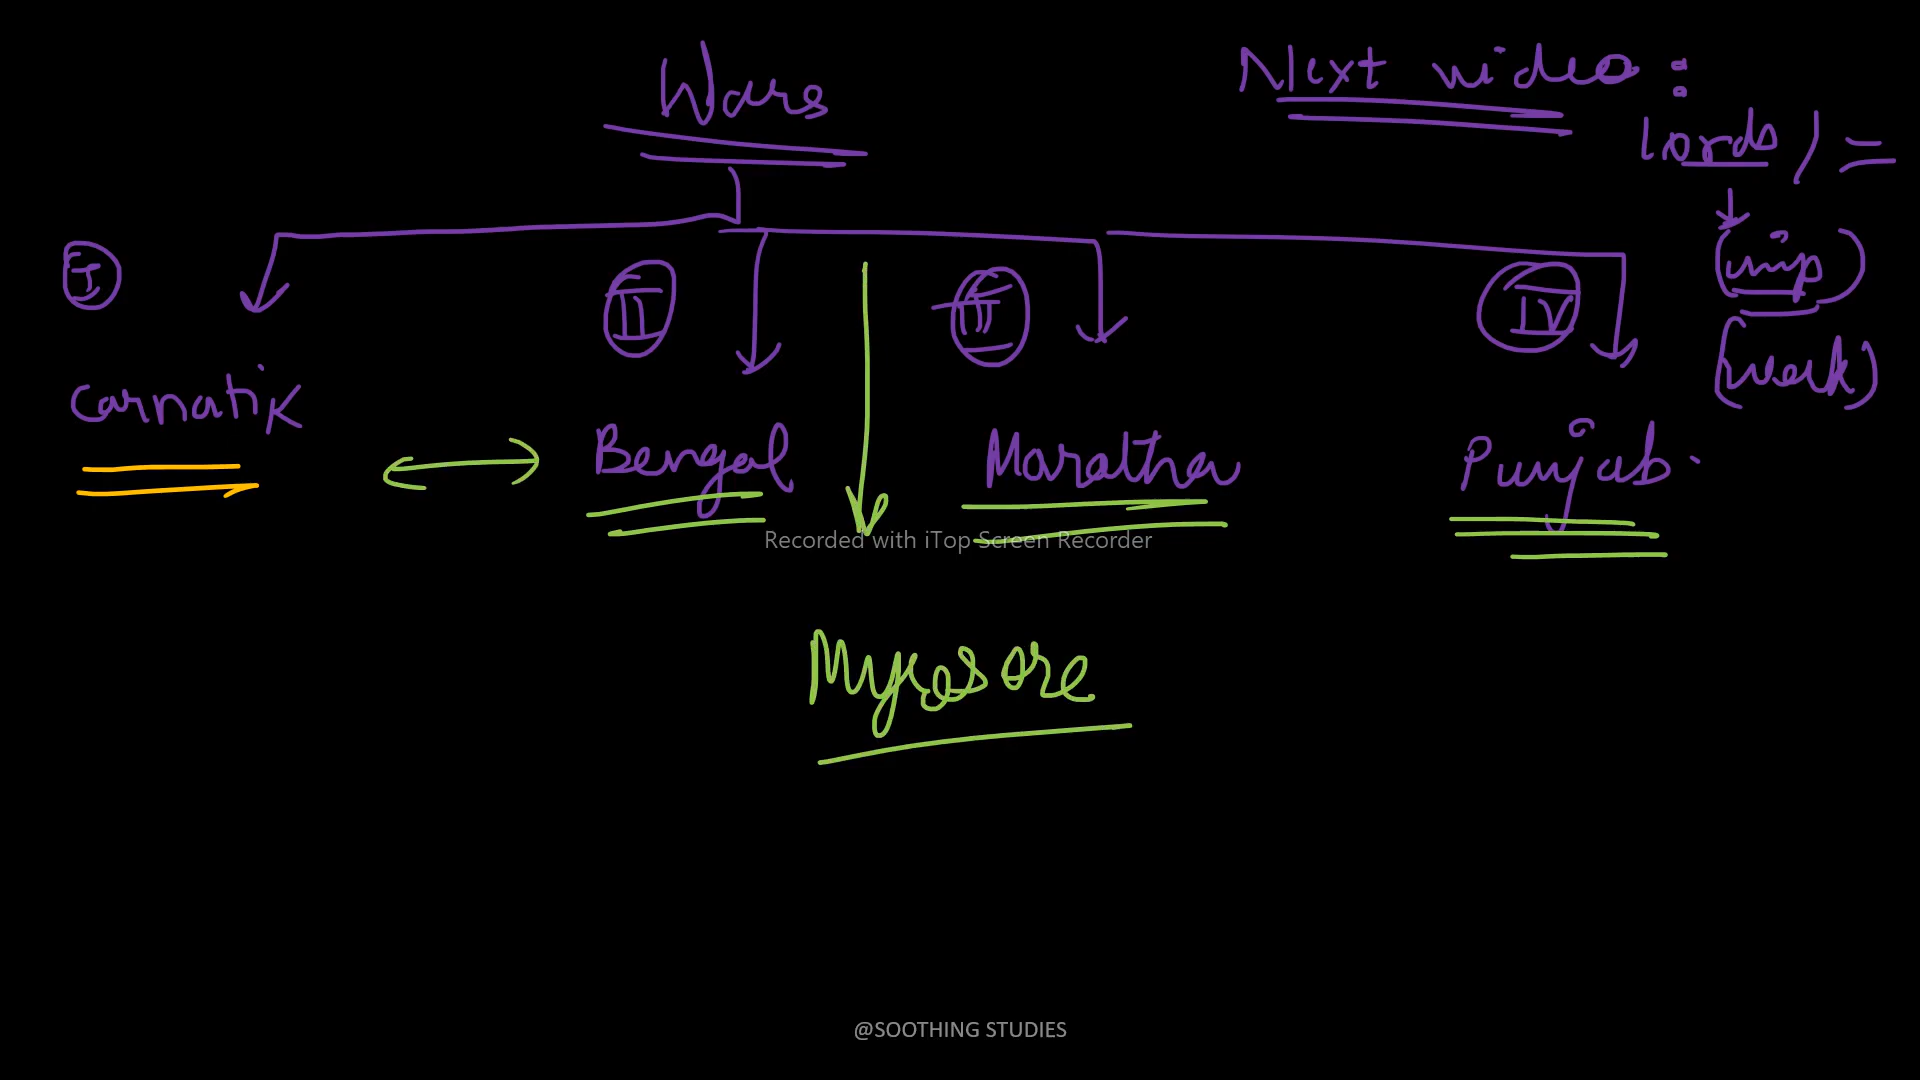 Wars
Next video :
lords / =
(imp)
(week)
I
II
III
IV
Carnatik
Bengal
Maratha
Punjab.
Recorded with iTop Screen Recorder
Mysore
@SOOTHING STUDIES